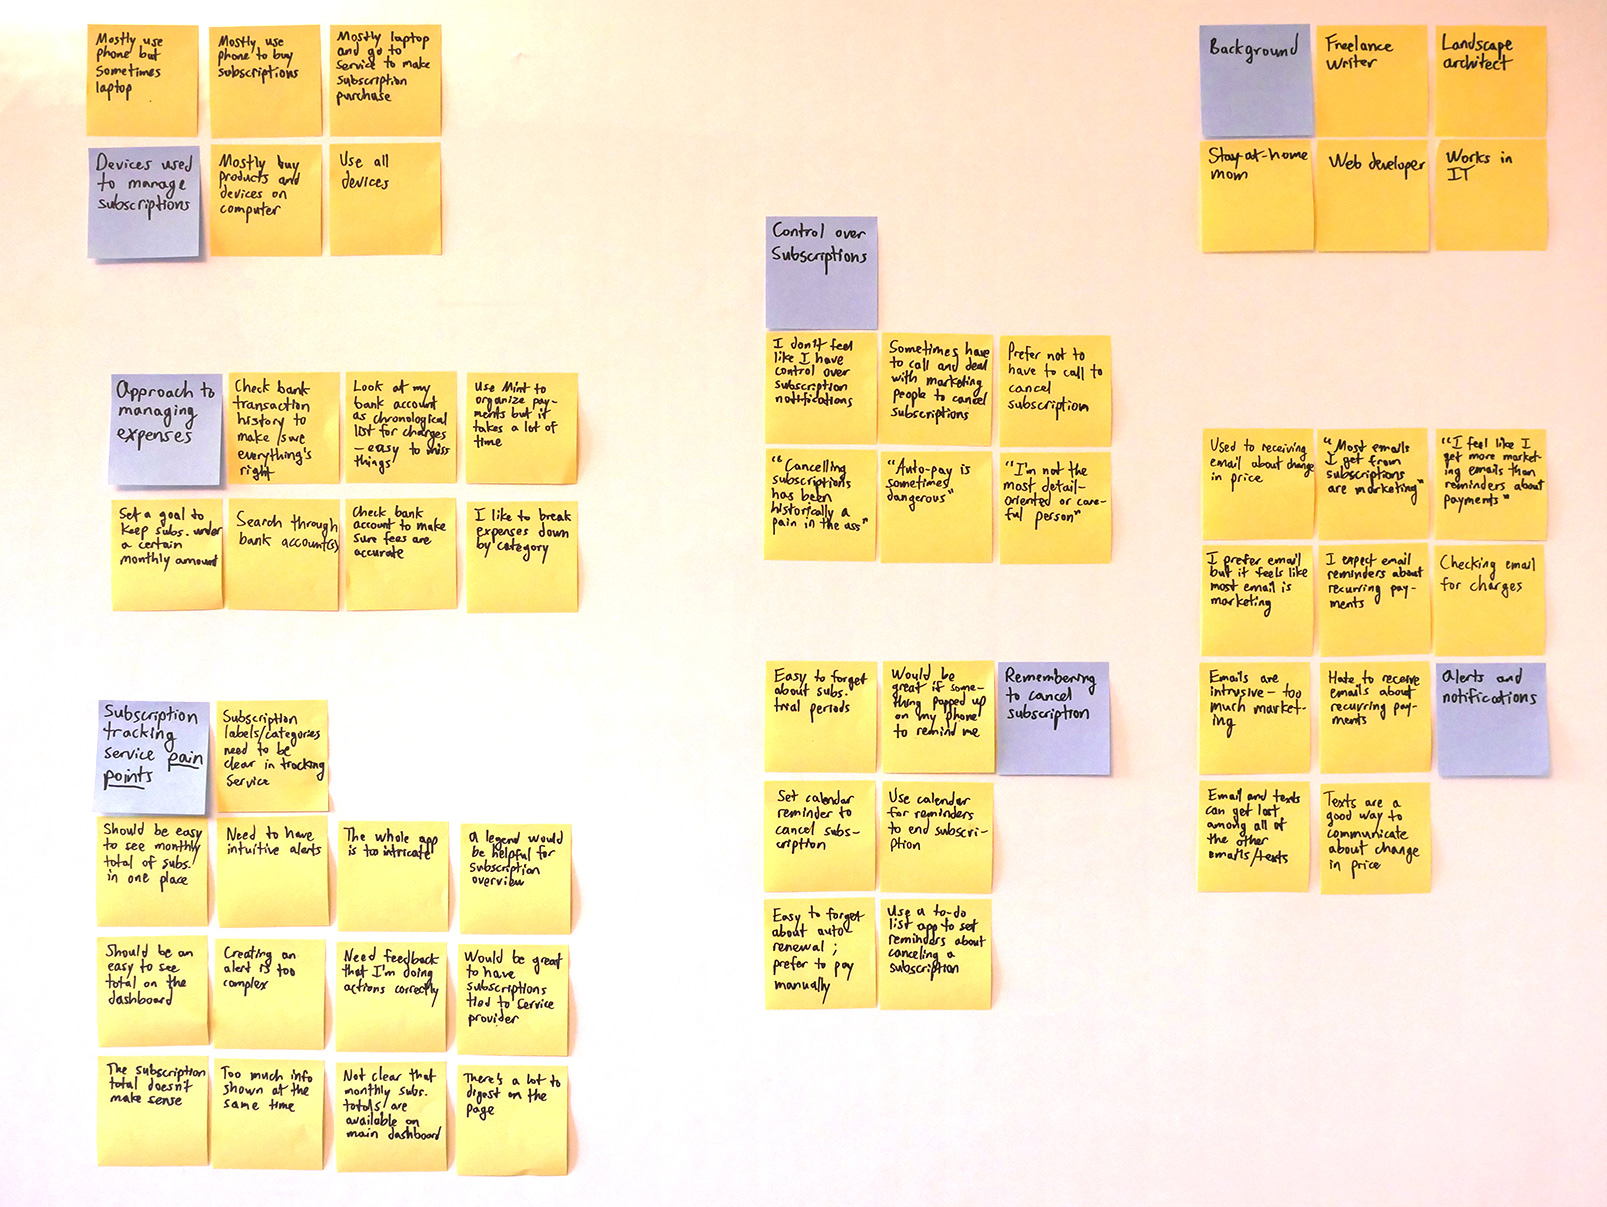 Mostly use
phone but
sometimes
laptop
Mostly use
phone to buy
subscriptions
Mostly laptop
and go to
service to make
subscription
purchase
Devices used
to manage
subscriptions
Mostly buy
products and
devices on
computer
Use all
devices
Approach to
managing
expenses
Check bank
transaction
history to
make sure
everything's
right
Look at my
bank account
as chronological
list for charges
— easy to miss
things
Use Mint to
organize pay-
ments but it
takes a lot of
time
Set a goal to
keep subs. under
a certain
monthly amount
Search through
bank account(s)
Check bank
account to make
sure fees are
accurate
I like to break
expenses down
by category
Subscription
tracking
service pain
points
Subscription
labels/categories
need to be
clear in tracking
service
Should be easy
to see monthly
total of subs.
in one place
Need to have
intuitive alerts
The whole app
is too intricate
A legend would
be helpful for
subscription
overview
Should be an
easy to see
total on the
dashboard
Creating an
alert is too
complex
Need feedback
that I'm doing
actions correctly
Would be great
to have
subscriptions
tied to service
provider
The subscription
total doesn't
make sense
Too much info
shown at the
same time
Not clear that
monthly subs.
totals are
available on
main dashboard
There's a lot to
digest on the
page
Control over
Subscriptions
I don't feel
like I have
control over
subscription
notifications
Sometimes have
to call and deal
with marketing
people to cancel
subscriptions
Prefer not to
have to call to
cancel
subscription
"Cancelling
subscriptions
has been
historically a
pain in the ass"
"Auto-pay is
sometimes
dangerous"
"I'm not the
most detail-
oriented or care-
ful person"
Easy to forget
about subs.
trial periods
Would be
great if some-
thing popped up
on my phone
to remind me
Remembering
to cancel
subscription
Set calendar
reminder to
cancel subs-
cription
Use calendar
for reminders
to end subscri-
ption
Easy to forget
about auto-
renewal;
prefer to pay
manually
Use a to-do
list app to set
reminders about
canceling a
subscription
Background
Freelance
writer
Landscape
architect
Stay-at-home
mom
Web developer
Works in
IT
Used to receiving
email about change
in price
"Most emails
I get from
subscriptions
are marketing"
"I feel like I
get more market-
ing emails than
reminders about
payments"
I prefer email
but it feels like
most email is
marketing
I expect email
reminders about
recurring pay-
ments
Checking email
for charges
Emails are
intrusive — too
much market-
ing
Hate to receive
emails about
recurring pay-
ments
Alerts and
notifications
Email and texts
can get lost
among all of
the other
emails/texts
Texts are a
good way to
communicate
about change
in price